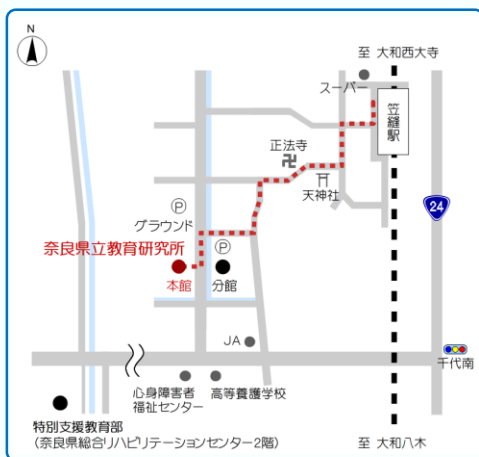 N
至 大和西大寺
スーパー
笠縫駅
正法寺
天神社
24
P
グラウンド
奈良県立教育研究所
P
本館
分館
JA
千代南
心身障害者
福祉センター
高等養護学校
特別支援教育部
(奈良県総合リハビリテーションセンター2階)
至 大和八木